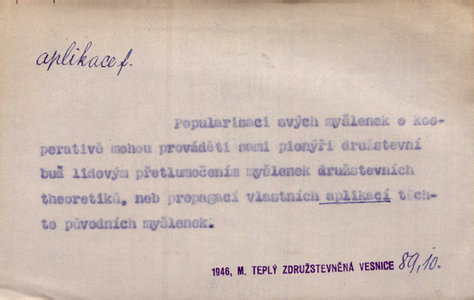 aplikace f.
Popularisaci svých myšlenek o koo-
perativě mohou prováděti sami pionýři družstevní
buď lidovým přetlumočením myšlenek družstevních
theoretiků, neb propagací vlastních aplikací těch-
to původních myšlenek.
1946, M. TEPLÝ ZDRUŽSTEVNĚNÁ VESNICE 89,10.